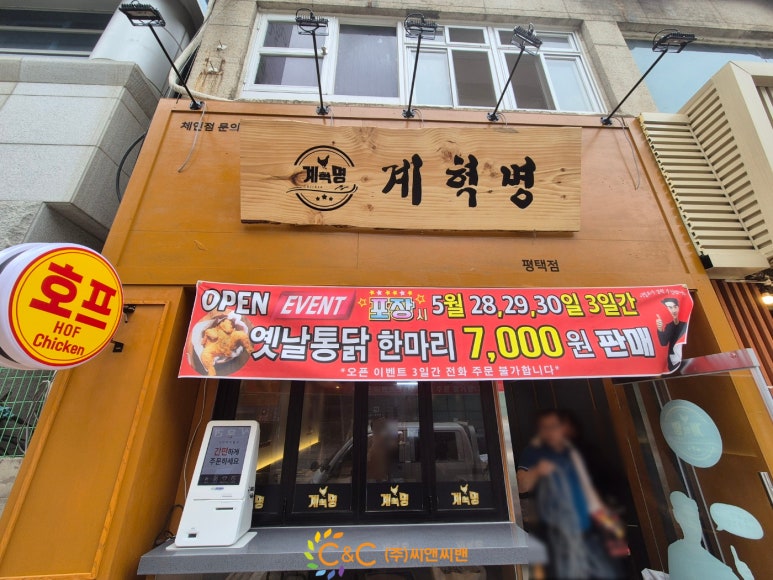 체인점 문의
계혁명
계혁명
평택점
호프
HOF
Chicken
OPEN EVENT 포장시 5월 28,29,30일 3일간
옛날통닭 한마리 7,000원 판매
*오픈 이벤트 3일간 전화 주문 불가합니다*
간편하게
주문하세요
계혁명
계혁명
계혁명
C&C (주)씨앤씨밴